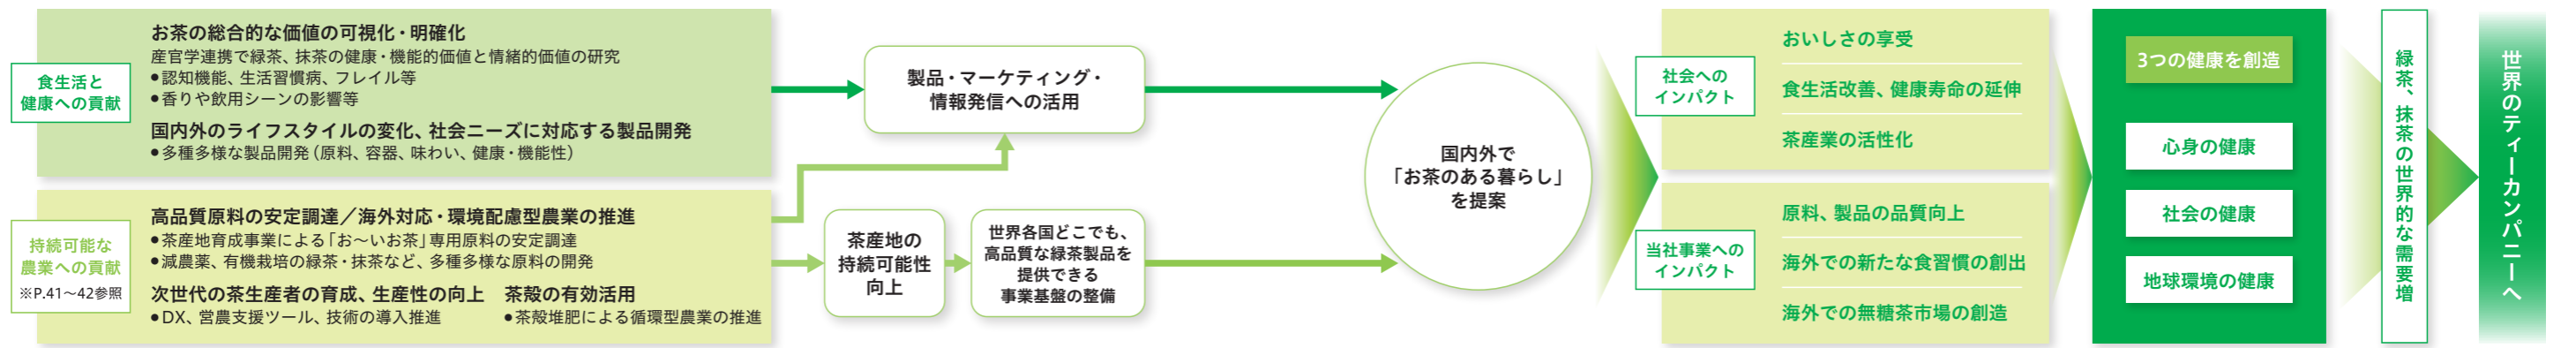 食生活と
健康への貢献
お茶の総合的な価値の可視化・明確化
産官学連携で緑茶、抹茶の健康・機能的価値と情緒的価値の研究
●認知機能、生活習慣病、フレイル等
●香りや飲用シーンの影響等
国内外のライフスタイルの変化、社会ニーズに対応する製品開発
●多種多様な製品開発（原料、容器、味わい、健康・機能性）
持続可能な
農業への貢献
※P.41～42参照
高品質原料の安定調達／海外対応・環境配慮型農業の推進
●茶産地育成事業による「お～いお茶」専用原料の安定調達
●減農薬、有機栽培の緑茶・抹茶など、多種多様な原料の開発
次世代の茶生産者の育成、生産性の向上
●DX、営農支援ツール、技術の導入推進
茶殻の有効活用
●茶殻堆肥による循環型農業の推進
製品・マーケティング・
情報発信への活用
茶産地の
持続可能性
向上
世界各国どこでも、
高品質な緑茶製品を
提供できる
事業基盤の整備
国内外で
「お茶のある暮らし」
を提案
社会への
インパクト
おいしさの享受
食生活改善、健康寿命の延伸
茶産業の活性化
当社事業への
インパクト
原料、製品の品質向上
海外での新たな食習慣の創出
海外での無糖茶市場の創造
3つの健康を創造
心身の健康
社会の健康
地球環境の健康
緑茶、抹茶の世界的な需要増
世界のティーカンパニーへ